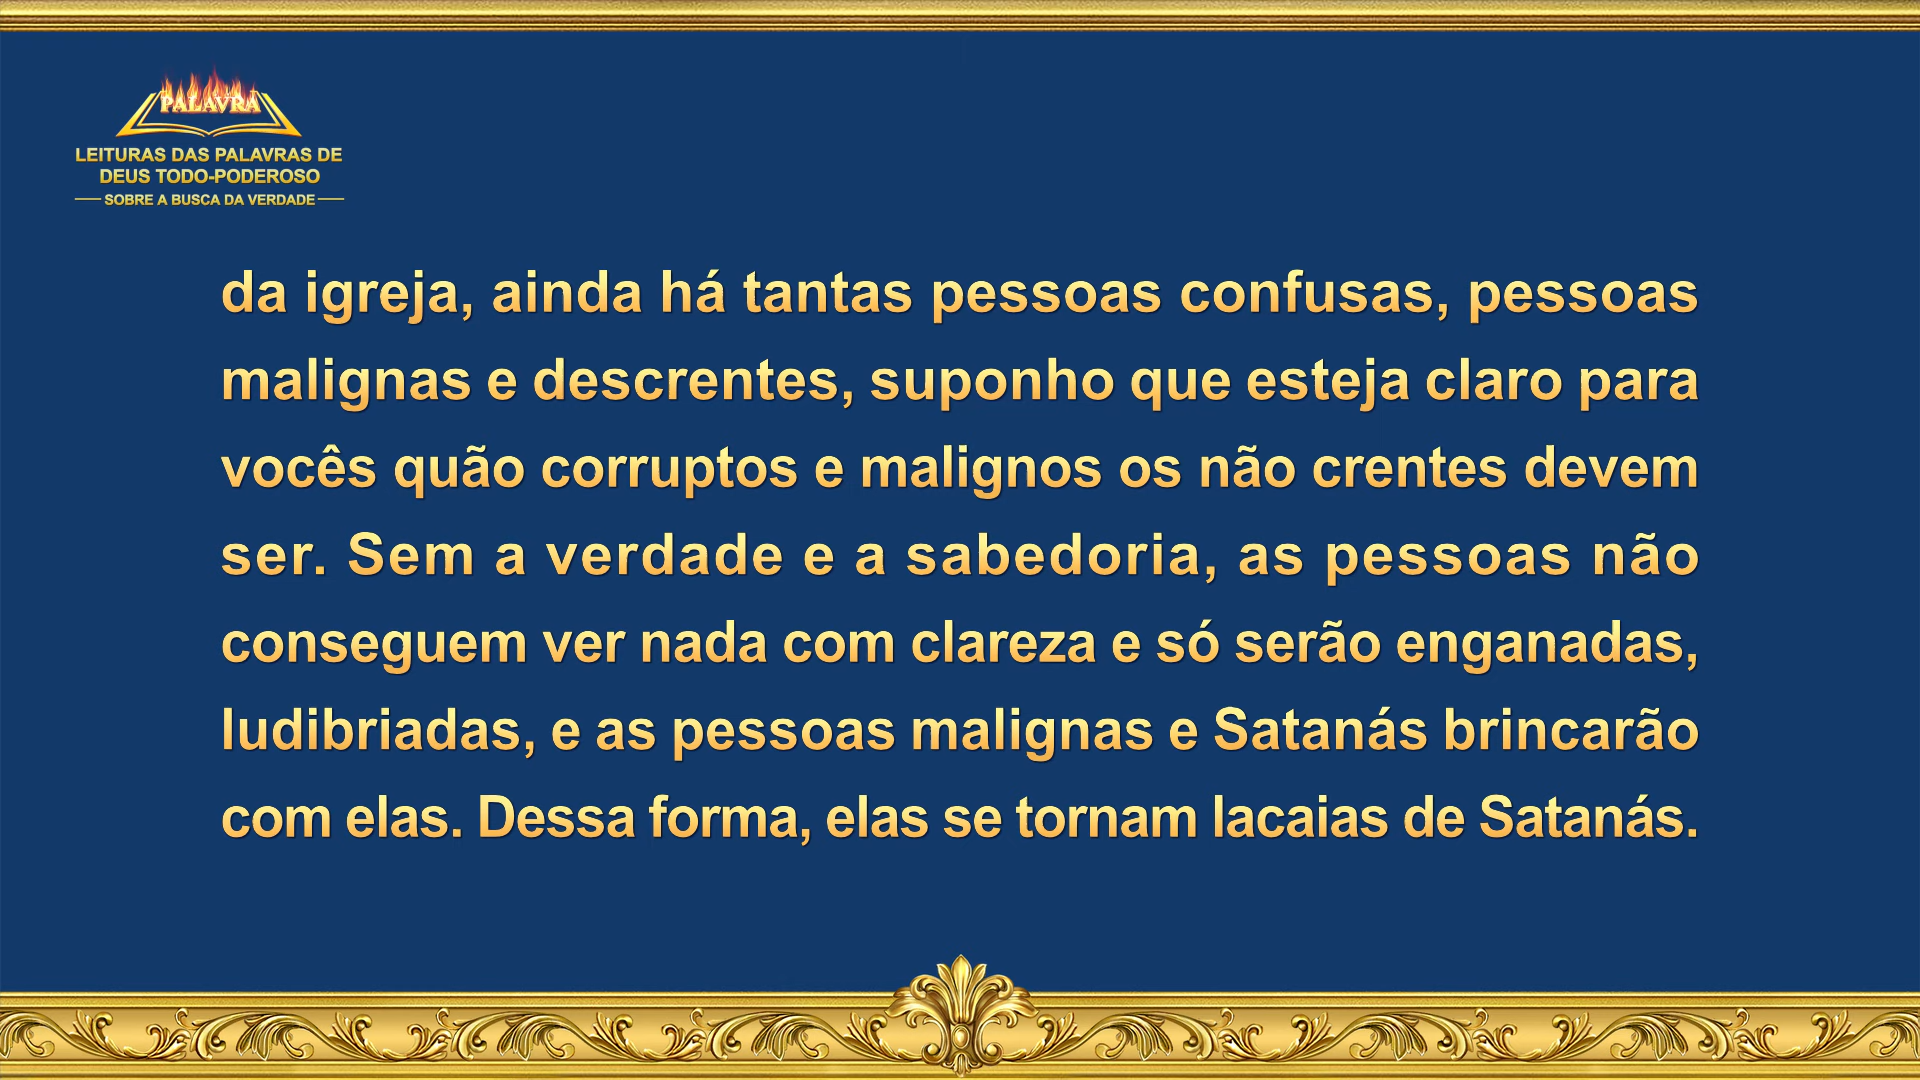 PALAVRA
LEITURAS DAS PALAVRAS DE
DEUS TODO-PODEROSO
SOBRE A BUSCA DA VERDADE
da igreja, ainda há tantas pessoas confusas, pessoas
malignas e descrentes, suponho que esteja claro para
vocês quão corruptos e malignos os não crentes devem
ser. Sem a verdade e a sabedoria, as pessoas não
conseguem ver nada com clareza e só serão enganadas,
ludibriadas, e as pessoas malignas e Satanás brincarão
com elas. Dessa forma, elas se tornam lacaias de Satanás.